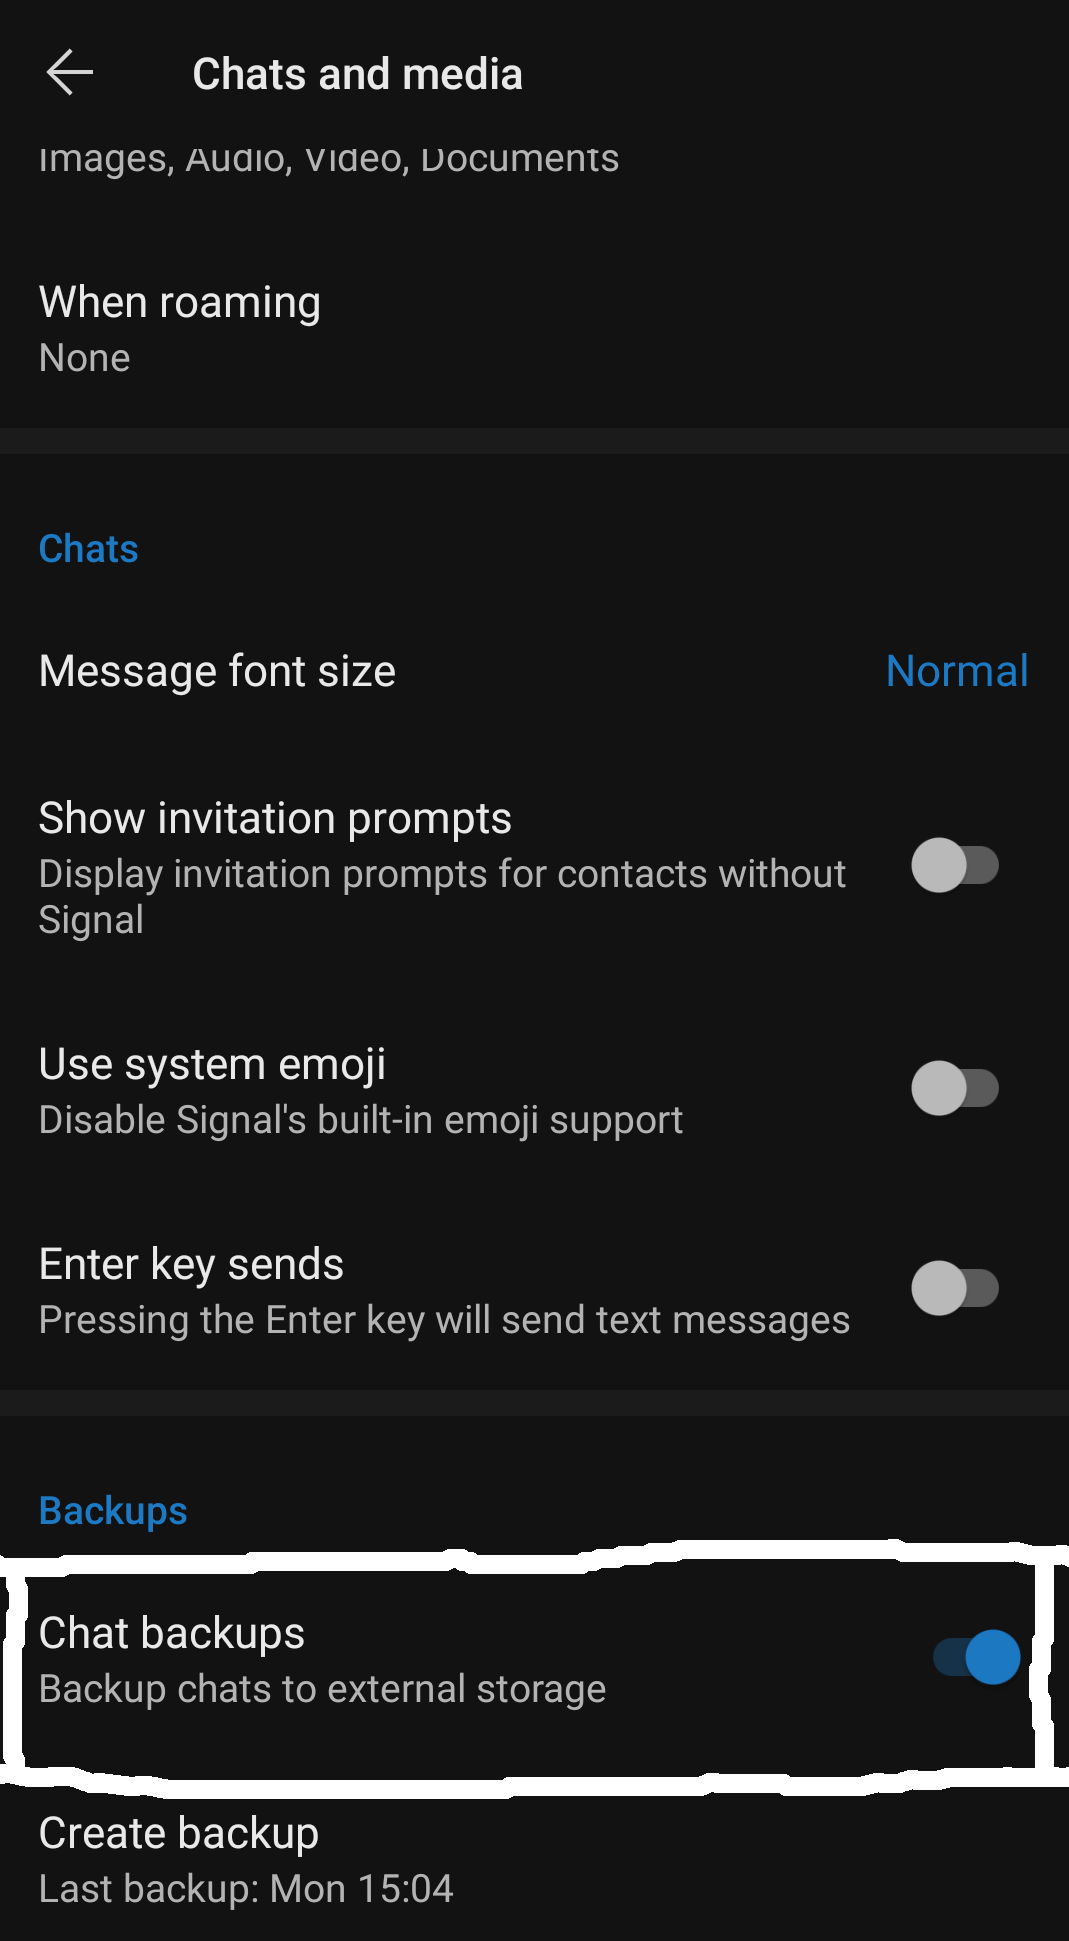 Chats and media
Images, Audio, Video, Documents
When roaming
None
Chats
Message font size
Normal
Show invitation prompts
Display invitation prompts for contacts without
Signal
Use system emoji
Disable Signal's built-in emoji support
Enter key sends
Pressing the Enter key will send text messages
Backups
Chat backups
Backup chats to external storage
Create backup
Last backup: Mon 15:04